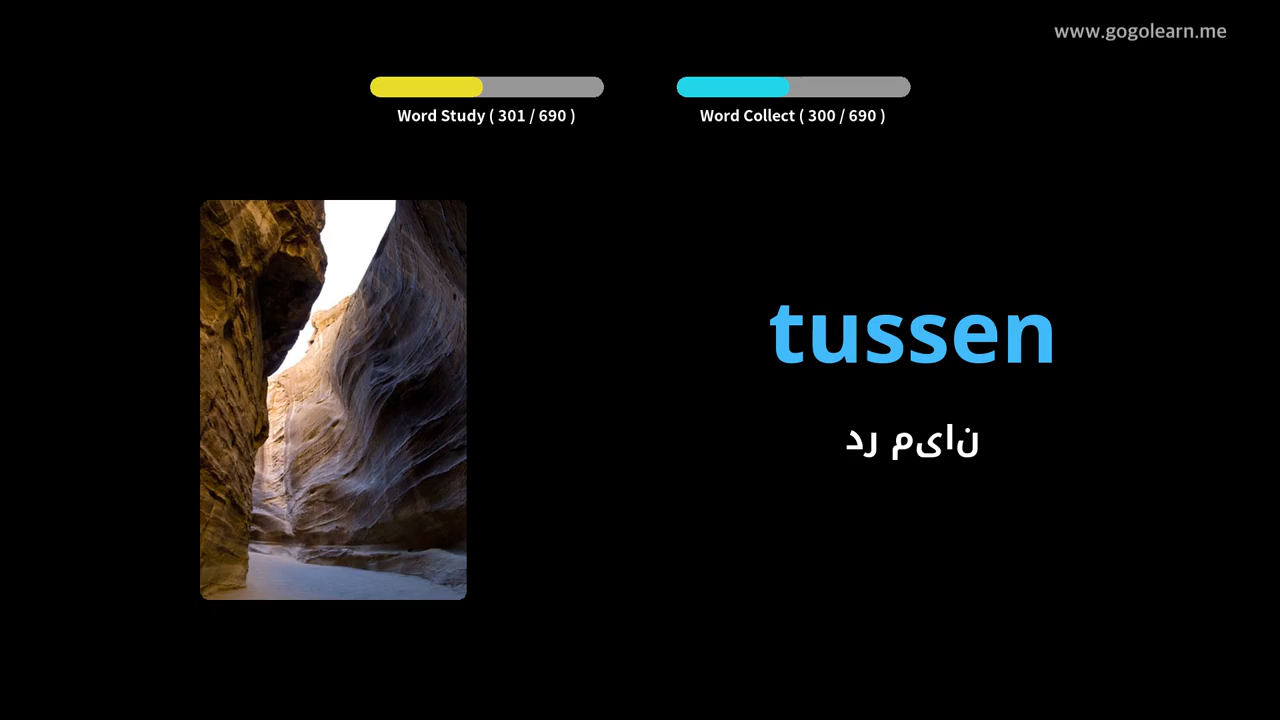 www.gogolearn.me
Word Study ( 301 / 690 )
Word Collect ( 300 / 690 )
tussen
در میان